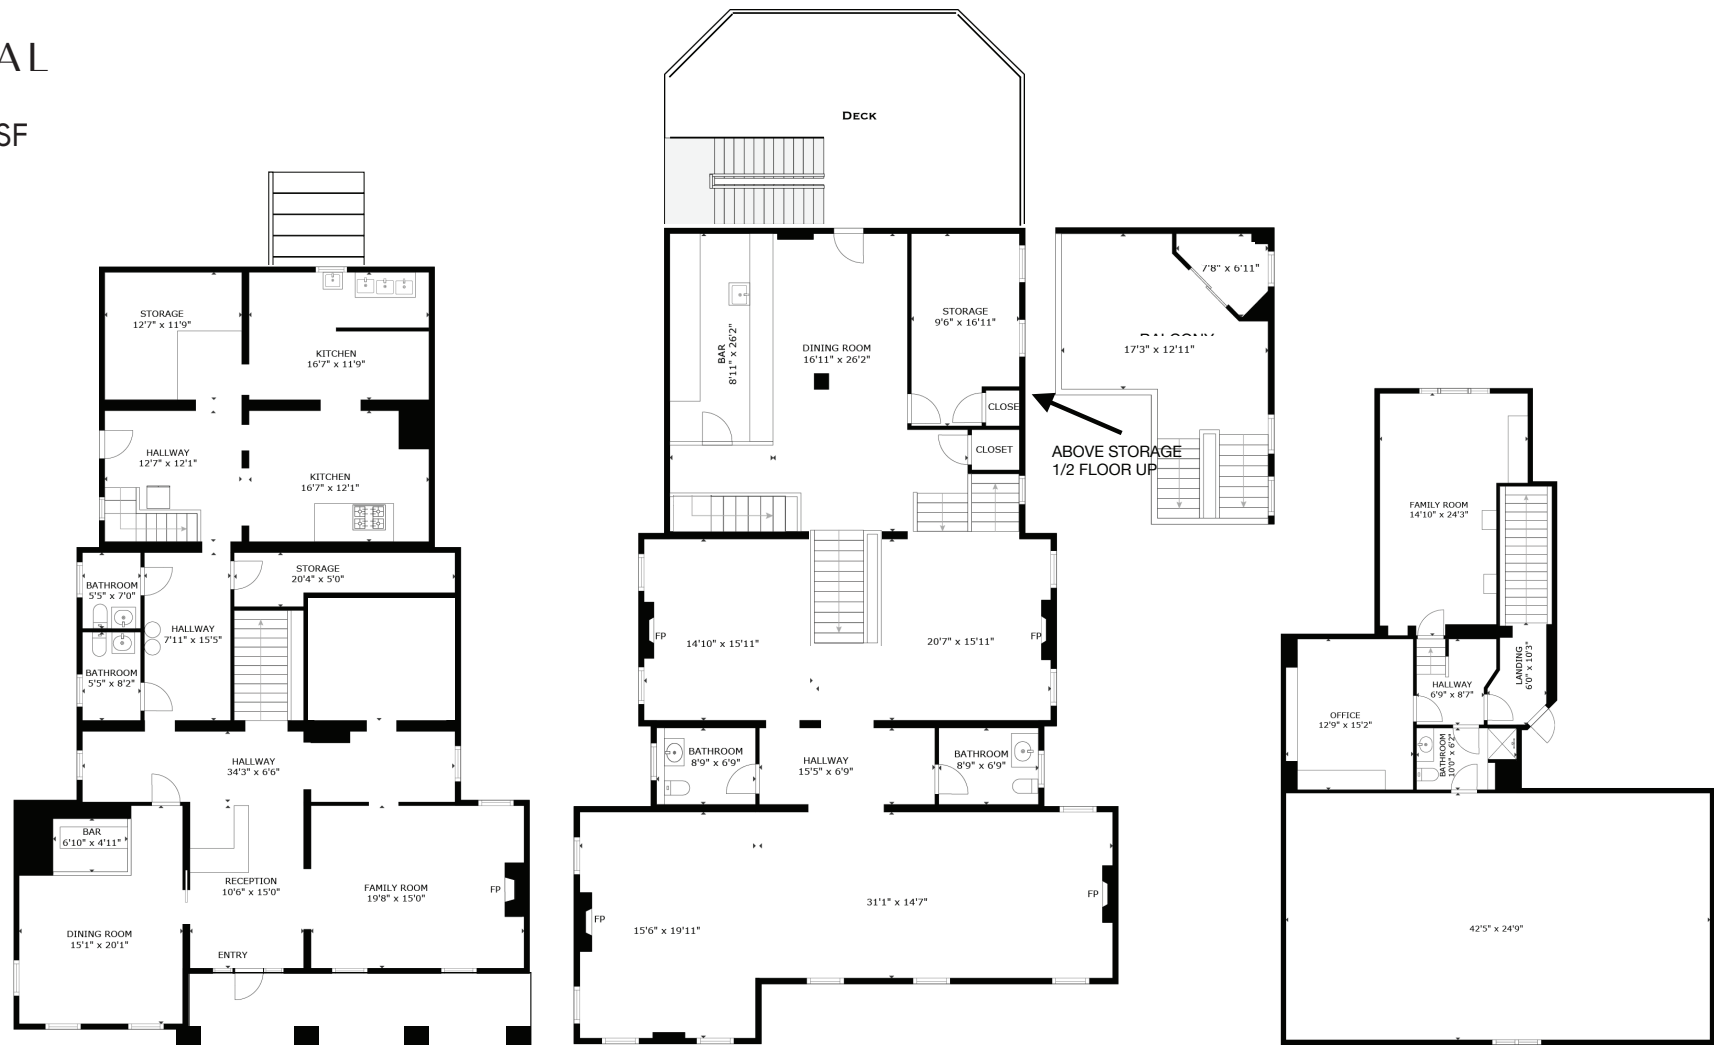 AL
SF
STORAGE
12'7" x 11'9"
KITCHEN
16'7" x 11'9"
HALLWAY
12'7" x 12'1"
KITCHEN
16'7" x 12'1"
STORAGE
20'4" x 5'0"
BATHROOM
5'5" x 7'0"
HALLWAY
7'11" x 15'5"
BATHROOM
5'5" x 8'2"
HALLWAY
34'3" x 6'6"
BAR
6'10" x 4'11"
RECEPTION
10'6" x 15'0"
FAMILY ROOM
19'8" x 15'0"
FP
DINING ROOM
15'1" x 20'1"
ENTRY
DECK
BAR
8'11" x 26'2"
DINING ROOM
16'11" x 26'2"
STORAGE
9'6" x 16'11"
CLOSE
CLOSET
FP
14'10" x 15'11"
20'7" x 15'11"
FP
BATHROOM
8'9" x 6'9"
HALLWAY
15'5" x 6'9"
BATHROOM
8'9" x 6'9"
FP
15'6" x 19'11"
31'1" x 14'7"
FP
7'8" x 6'11"
BALCONY
17'3" x 12'11"
ABOVE STORAGE
1/2 FLOOR UP
FAMILY ROOM
14'10" x 24'3"
LANDING
6'0" x 10'3"
HALLWAY
6'9" x 8'7"
OFFICE
12'9" x 15'2"
BATHROOM
10'0" x 6'2"
42'5" x 24'9"